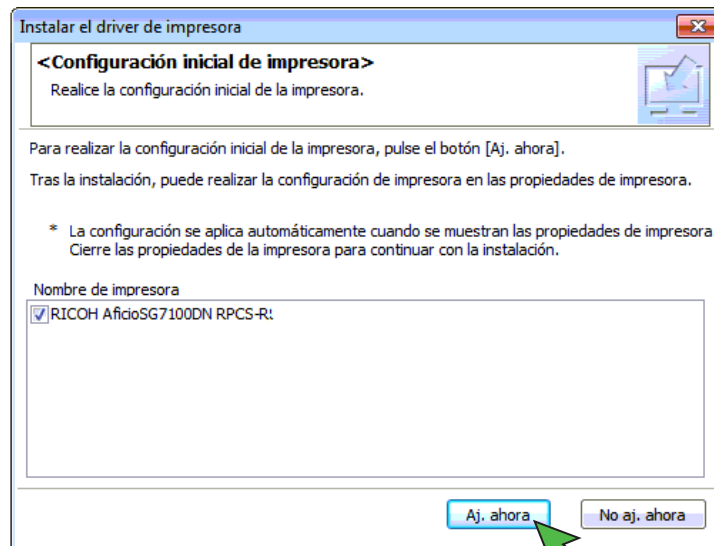 Instalar el driver de impresora
<Configuración inicial de impresora>
Realice la configuración inicial de la impresora.
Para realizar la configuración inicial de la impresora, pulse el botón [Aj. ahora].
Tras la instalación, puede realizar la configuración de impresora en las propiedades de impresora.
* La configuración se aplica automáticamente cuando se muestran las propiedades de impresora
Cierre las propiedades de la impresora para continuar con la instalación.
Nombre de impresora
RICOH AficioSG7100DN RPCS-R
Aj. ahora
No aj. ahora